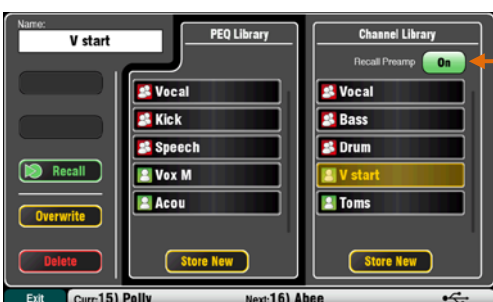 Name:
V start
PEQ Library
Channel Library
Recall Preamp
On
Vocal
Kick
Speech
Vox M
Acou
Vocal
Bass
Drum
V start
Toms
Recall
Overwrite
Delete
Store New
Store New
Exit
Curr:15) Polly
Next:16) Abee